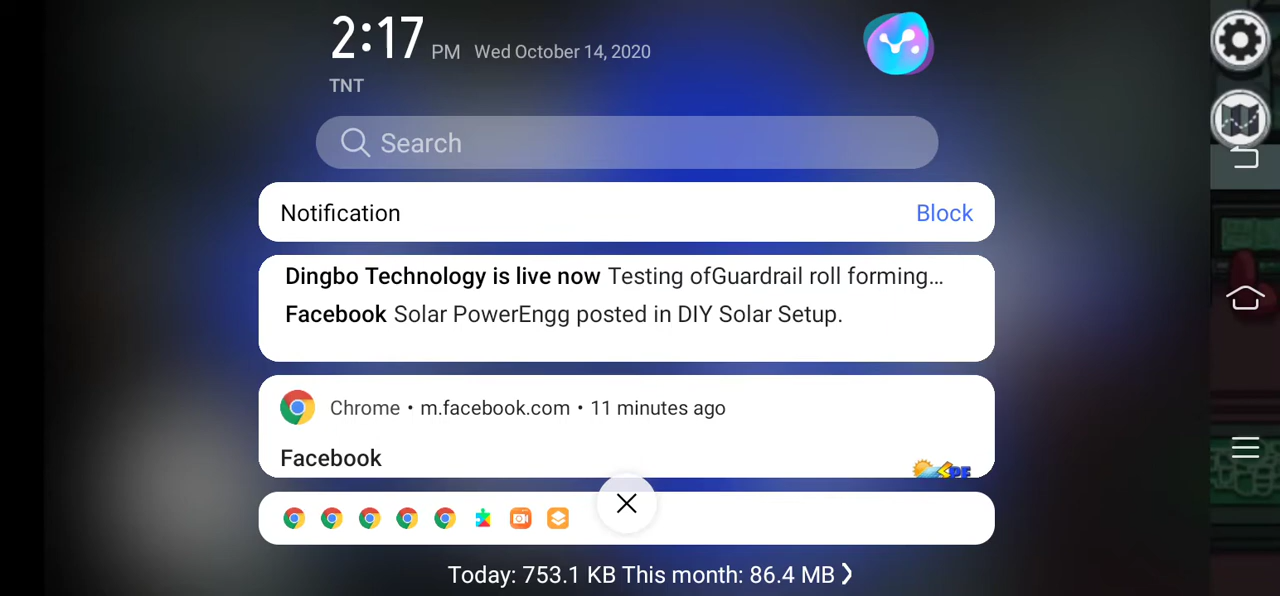 2:17 PM Wed October 14, 2020
TNT
Search
Notification Block
Dingbo Technology is live now Testing ofGuardrail roll forming...
Facebook Solar PowerEngg posted in DIY Solar Setup.
Chrome • m.facebook.com • 11 minutes ago
Facebook
Today: 753.1 KB This month: 86.4 MB ❯